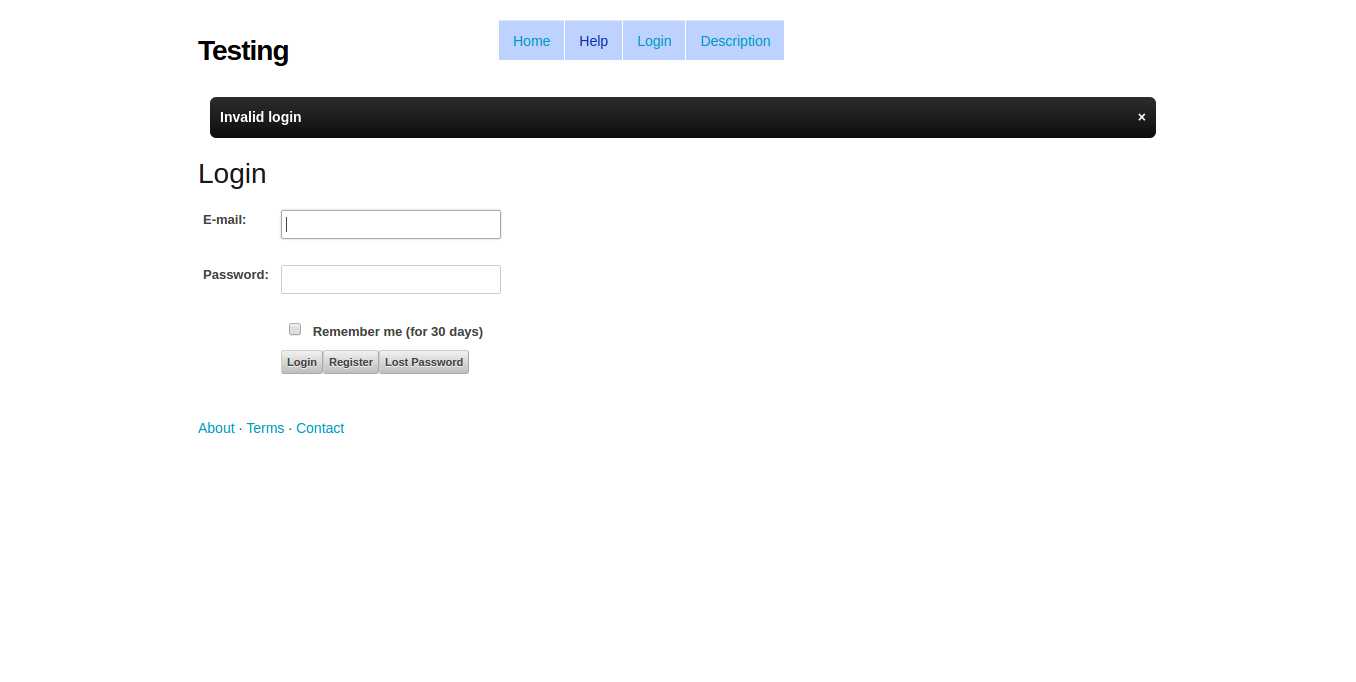 Testing
Home Help Login Description
Invalid login ×
Login
E-mail:
Password:
Remember me (for 30 days)
Login Register Lost Password
About · Terms · Contact